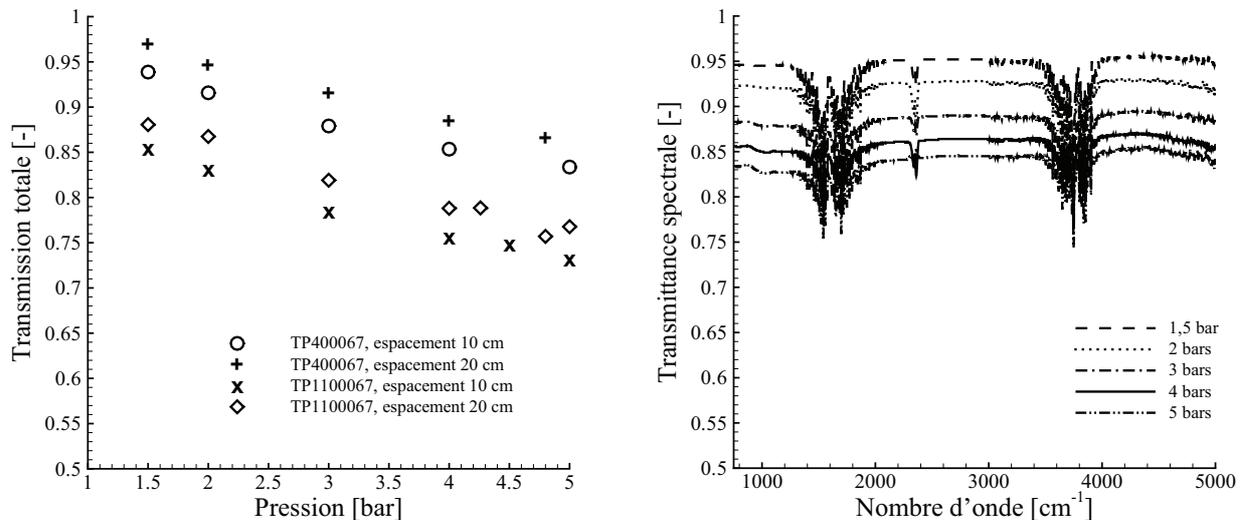 1
0.95
0.9
0.85
0.8
0.75
0.7
0.65
0.6
0.55
0.5
Transmission totale [-]
TP400067, espacement 10 cm
TP400067, espacement 20 cm
TP1100067, espacement 10 cm
TP1100067, espacement 20 cm
1 1.5 2 2.5 3 3.5 4 4.5 5
Pression [bar]
1
0.95
0.9
0.85
0.8
0.75
0.7
0.65
0.6
0.55
0.5
Transmittance spectrale [-]
1,5 bar
2 bars
3 bars
4 bars
5 bars
1000 2000 3000 4000 5000
Nombre d’onde [cm⁻¹]